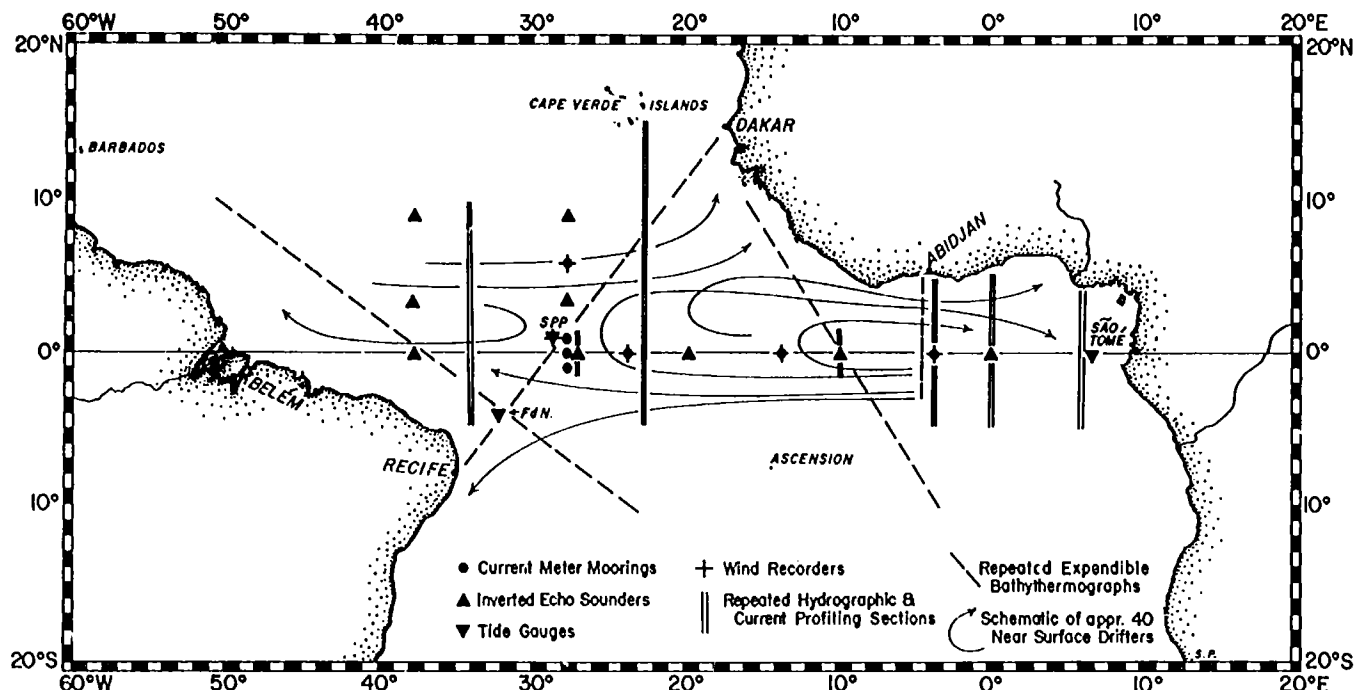 60°W 50° 40° 30° 20° 10° 0° 10° 20°E
20°N 20°N
CAPE VERDE ISLANDS
DAKAR
BARBADOS
10° 10°
ABIDJAN
SPP
SÃO
TOMÉ
0° 0°
BELEM
FdN.
RECIFE
ASCENSION
10° 10°
Current Meter Moorings
Inverted Echo Sounders
Tide Gauges
Wind Recorders
Repeated Hydrographic &
Current Profiting Sections
Repeated Expendible
Bathythermographs
Schematic of appr. 40
Near Surface Drifters
S.P.
20°S 20°S
60°W 50° 40° 30° 20° 10° 0° 10° 20°E